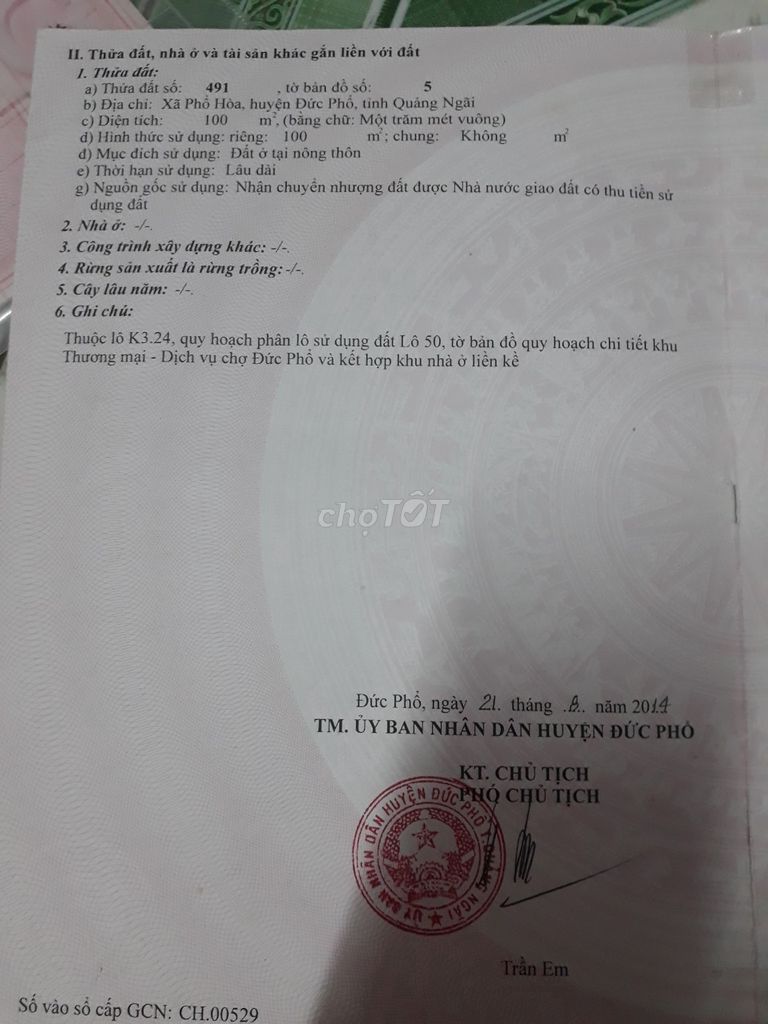 II. Thửa đất, nhà ở và tài sản khác gắn liền với đất
1. Thửa đất:
a) Thửa đất số: 491 , tờ bản đồ số: 5
b) Địa chỉ: Xã Phổ Hòa, huyện Đức Phổ, tỉnh Quảng Ngãi
c) Diện tích: 100 m², (bằng chữ: Một trăm mét vuông)
d) Hình thức sử dụng: riêng: 100 m²; chung: Không m²
đ) Mục đích sử dụng: Đất ở tại nông thôn
e) Thời hạn sử dụng: Lâu dài
g) Nguồn gốc sử dụng: Nhận chuyển nhượng đất được Nhà nước giao đất có thu tiền sử
dụng đất
2. Nhà ở: -/-.
3. Công trình xây dựng khác: -/-.
4. Rừng sản xuất là rừng trồng: -/-.
5. Cây lâu năm: -/-.
6. Ghi chú:
Thuộc lô K3.24, quy hoạch phân lô sử dụng đất Lô 50, tờ bản đồ quy hoạch chi tiết khu
Thương mại - Dịch vụ chợ Đức Phổ và kết hợp khu nhà ở liền kề
chợTỐT
Đức Phổ, ngày 21. tháng năm 2014
TM. ỦY BAN NHÂN DÂN HUYỆN ĐỨC PHỔ
KT. CHỦ TỊCH
PHÓ CHỦ TỊCH
ỦY BAN NHÂN DÂN HUYỆN ĐỨC PHỔ T. QUẢNG NGÃI
Trần Em
Số vào sổ cấp GCN: CH.00529